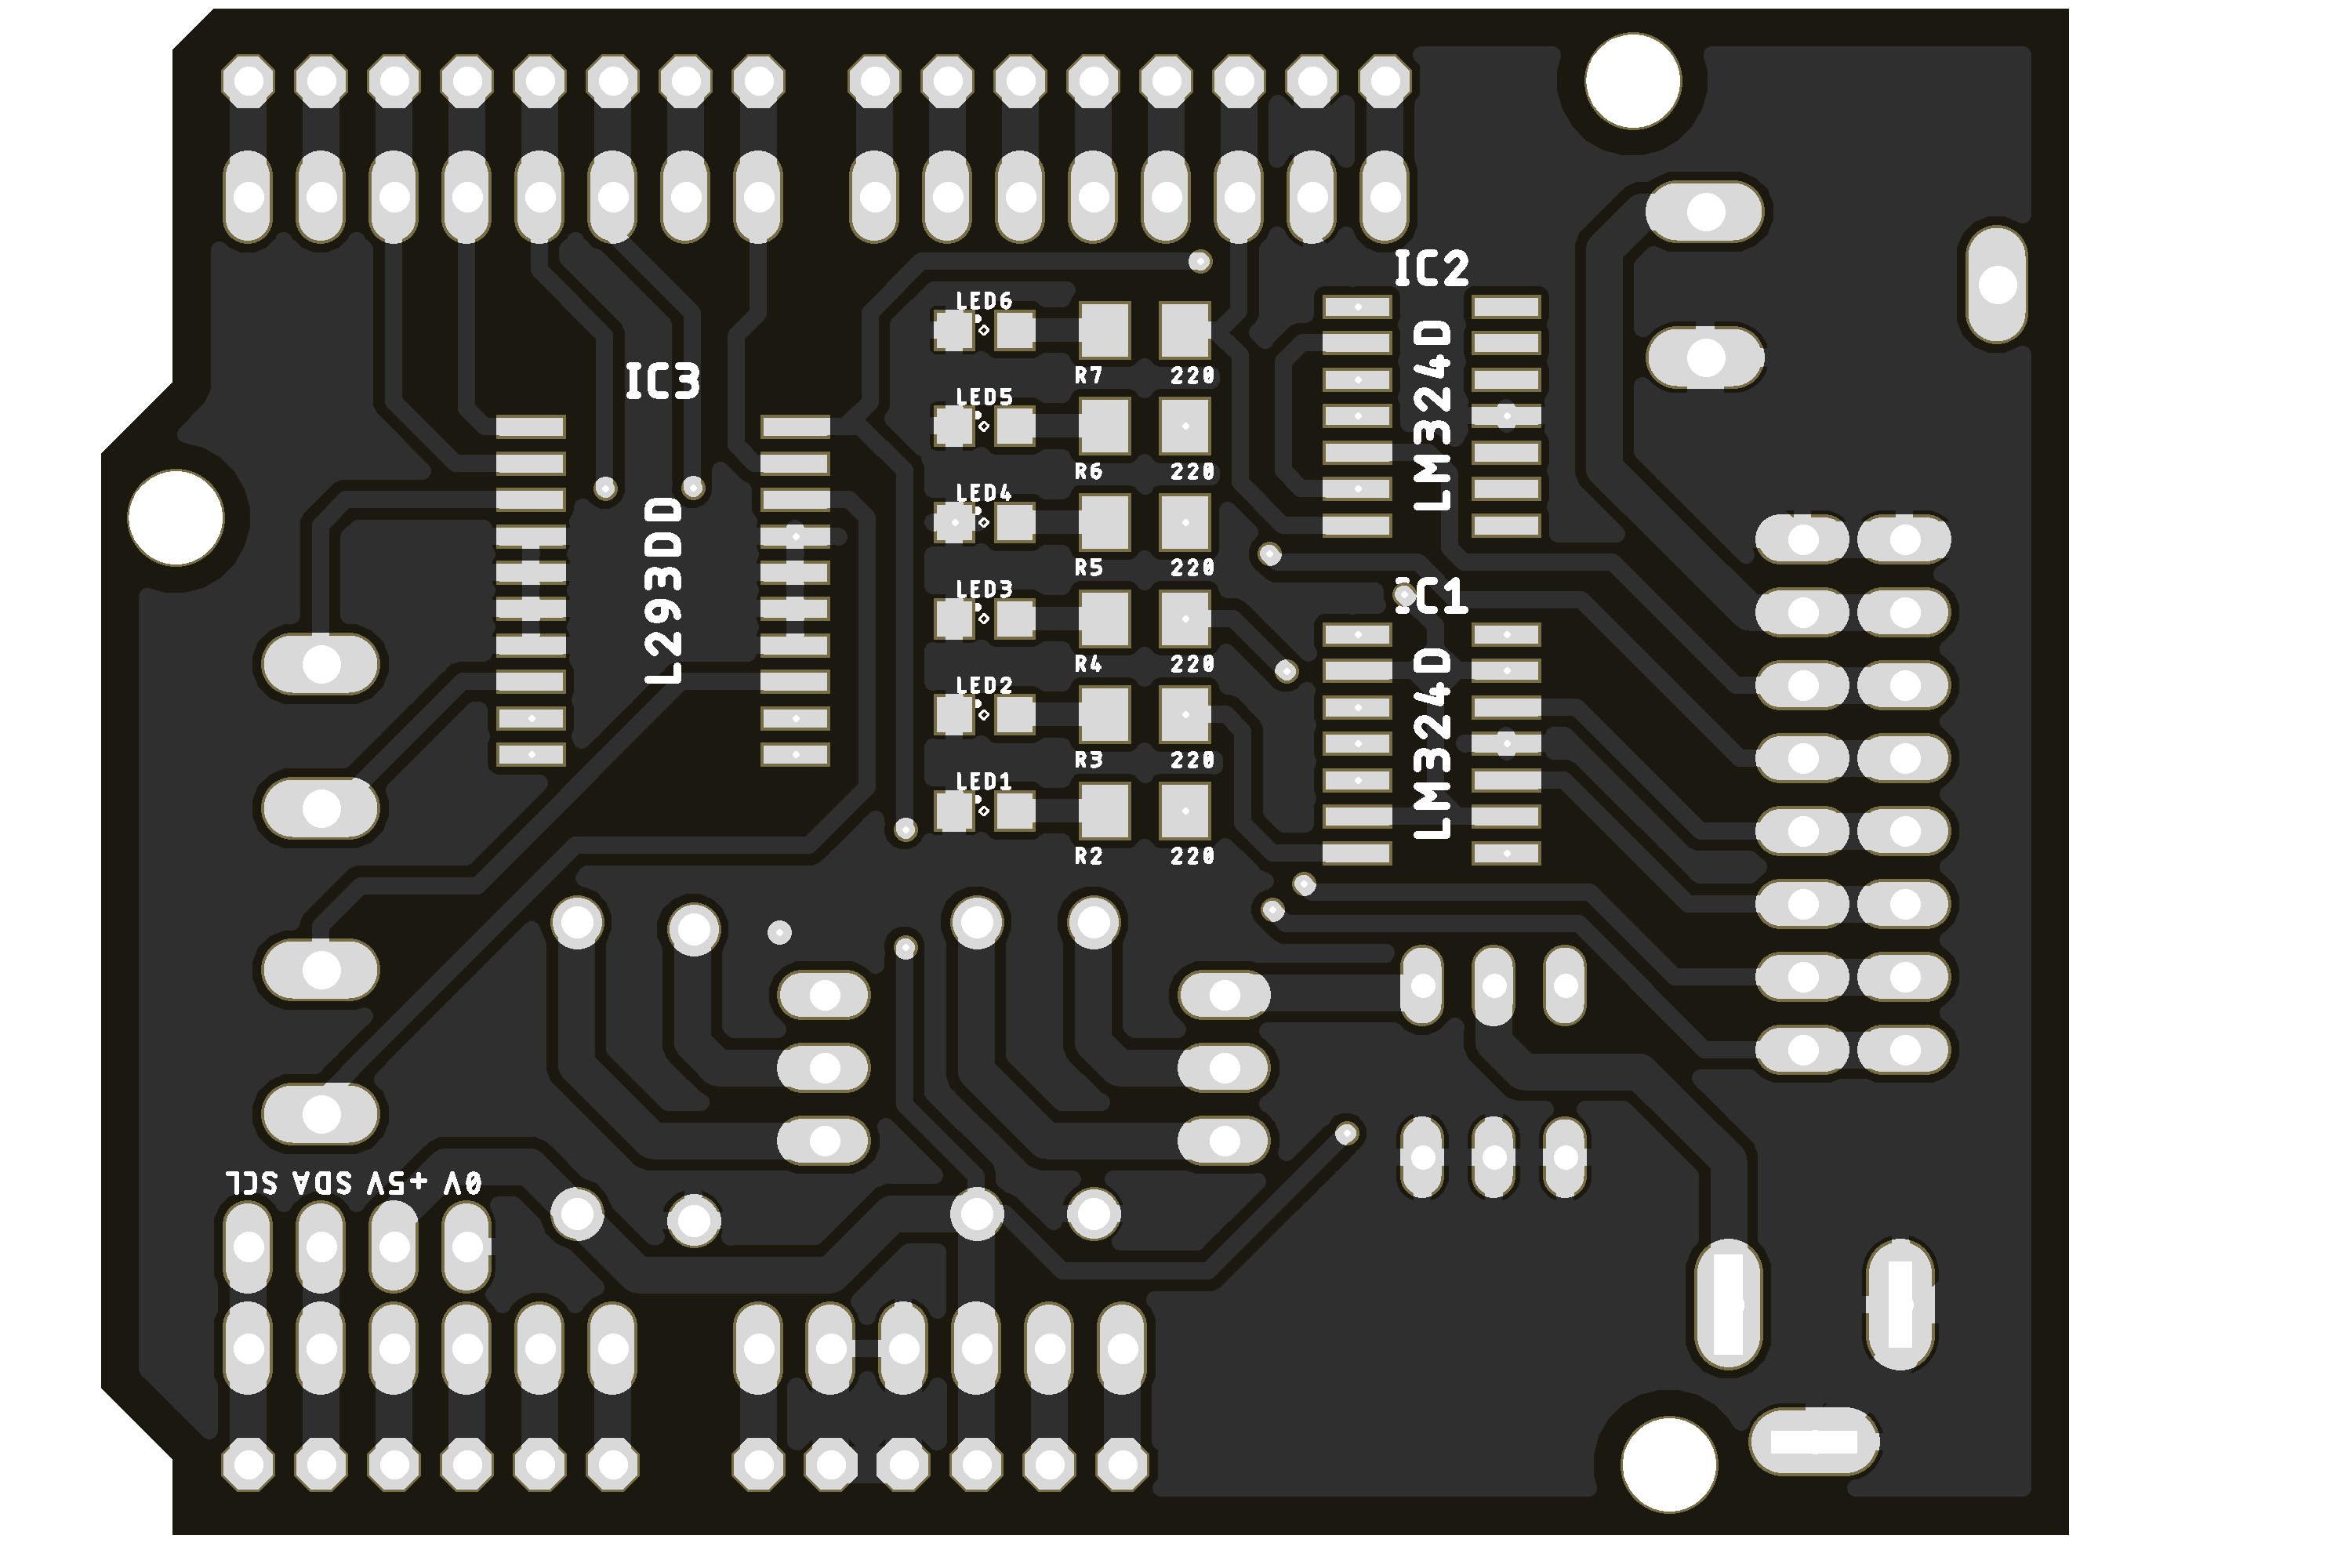 IC2
LED6
R7 220
IC3
LED5
R6 220
LM324D
LED4
R5 220
L293DD
LED3
IC1
R4 220
LED2
R3 220
LM324D
LED1
R2 220
SCL SDA +5V 0V